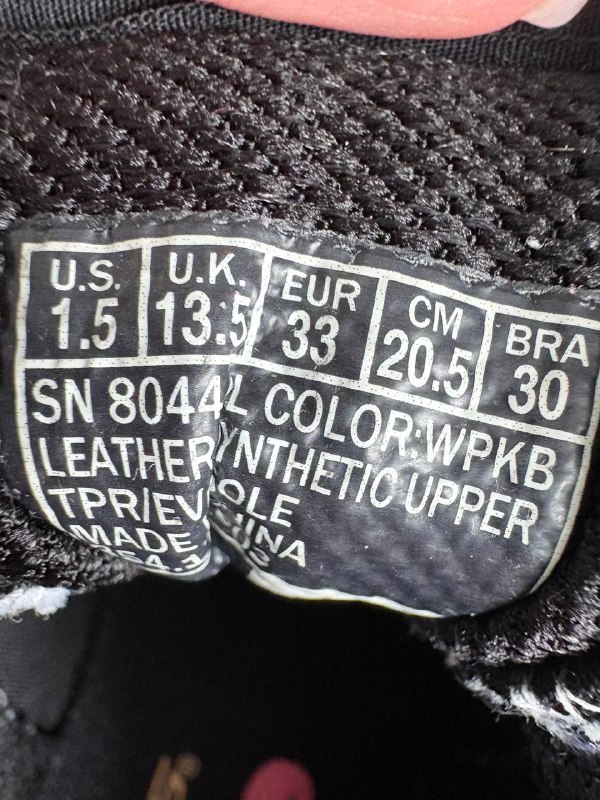 U.S. U.K. EUR CM BRA
1.5 13.5 33 20.5 30
SN 8044 L COLOR:WPKB
LEATHER YNTHETIC UPPER
TPR/EV OLE
MADE INA